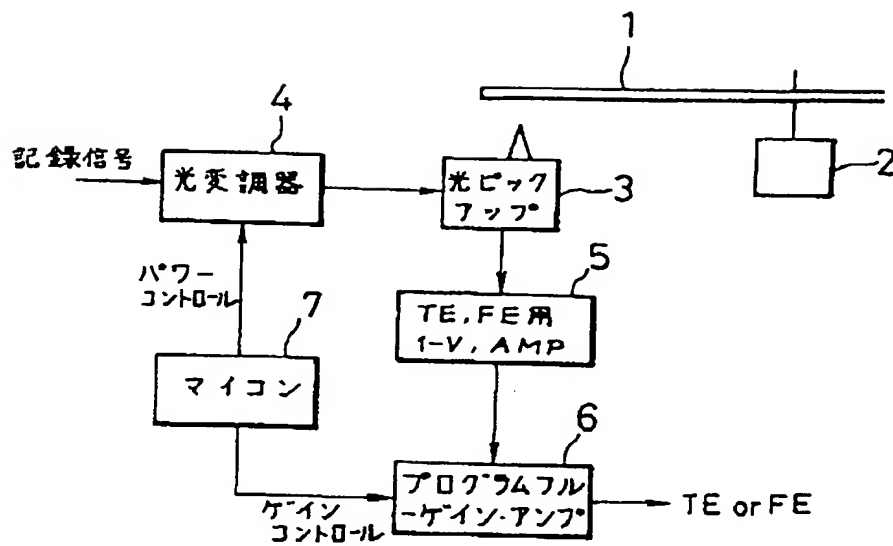 1
4
記録信号
光変調器
光ピック
アップ
3
2
パワー
コントロール
5
TE,FE用
I-V,AMP
7
マイコン
6
プログラムフル
ーゲイン・アンプ
ゲイン
コントロール
TE or FE